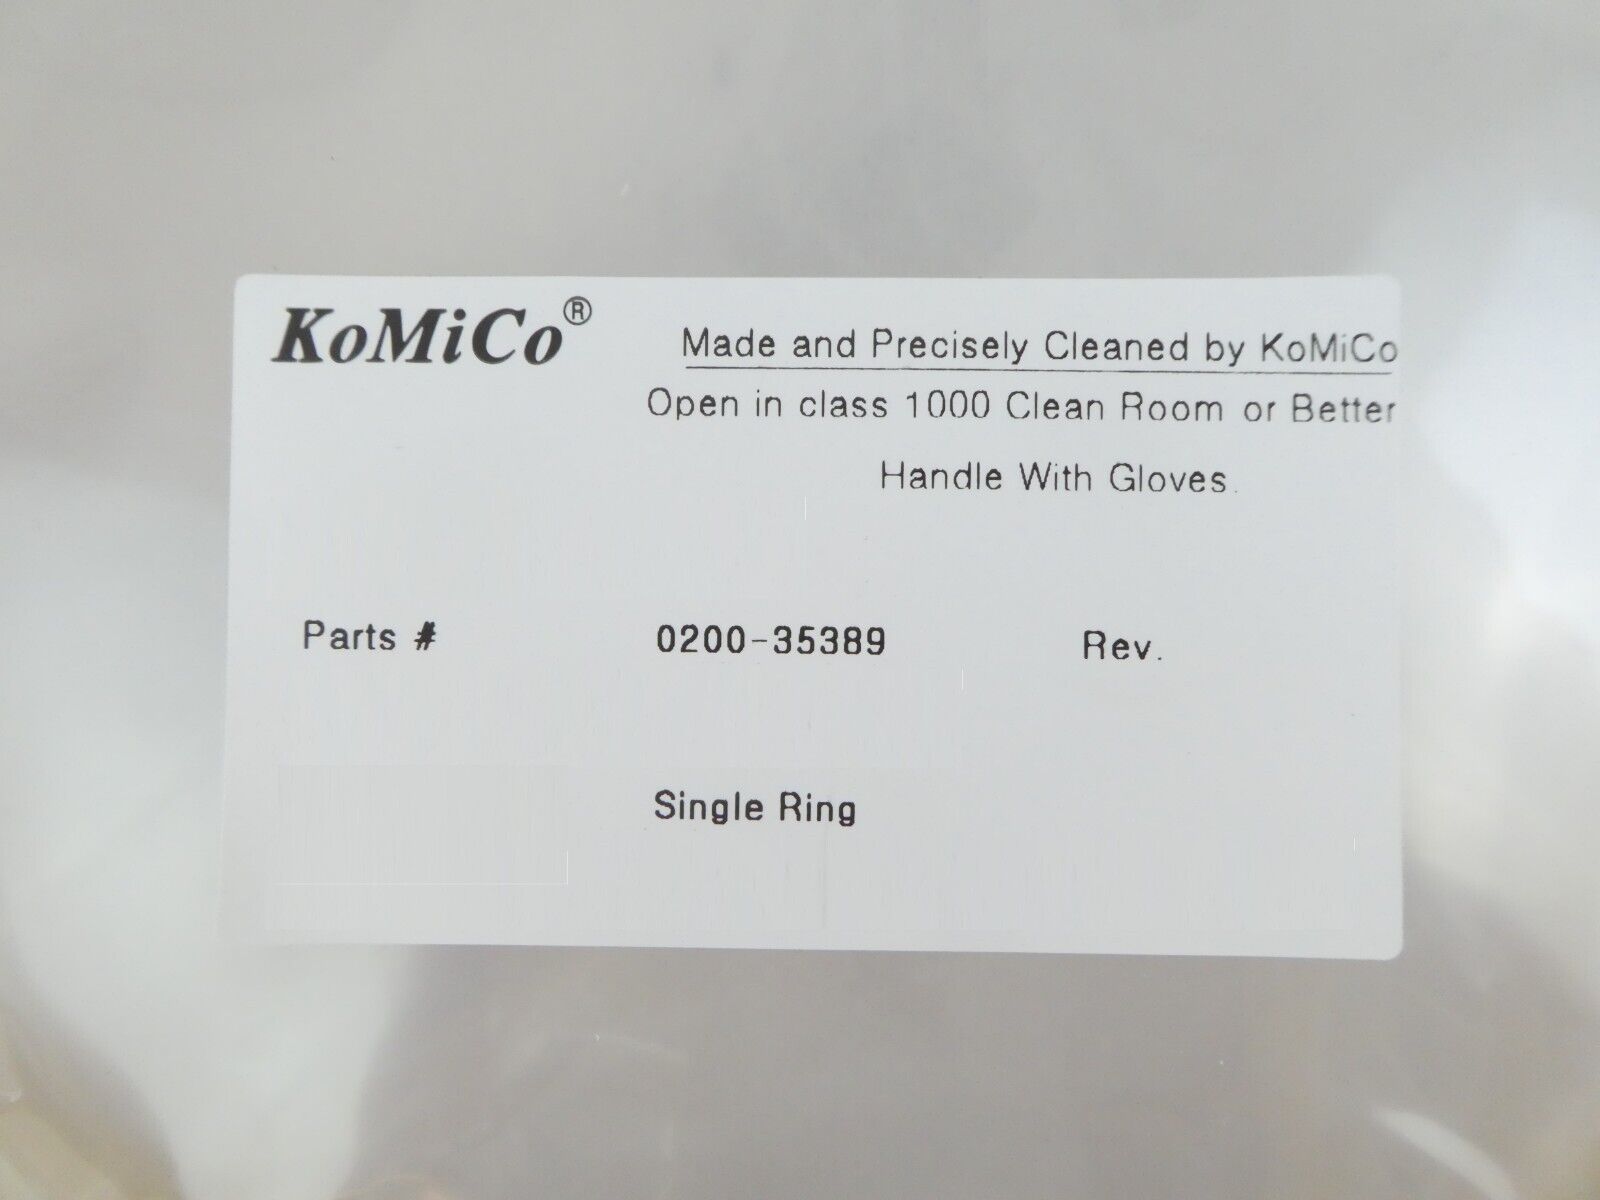 KoMiCo®
Made and Precisely Cleaned by KoMiCo
Open in class 1000 Clean Room or Better
Handle With Gloves.
Parts # 0200-35389 Rev.
Single Ring